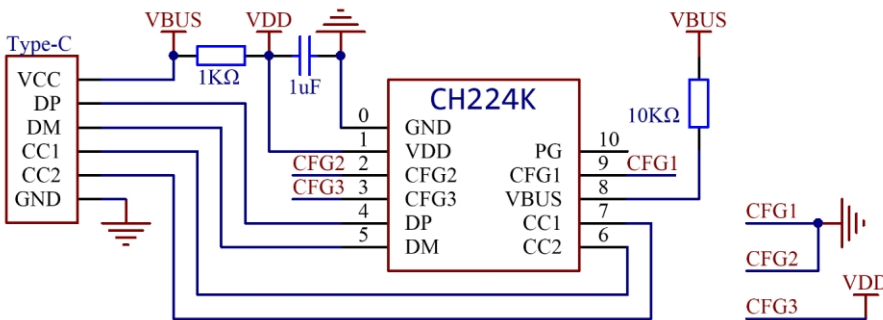 VBUS VDD VBUS
Type-C
1KΩ
1uF
VCC
DP
DM
CC1
CC2
GND
CH224K
10KΩ
0 GND
1 VDD
CFG2 2 CFG2
CFG3 3 CFG3
4 DP
5 DM
PG 10
CFG1 9 CFG1
VBUS 8
CC1 7
CC2 6
CFG1
CFG2
VDD
CFG3